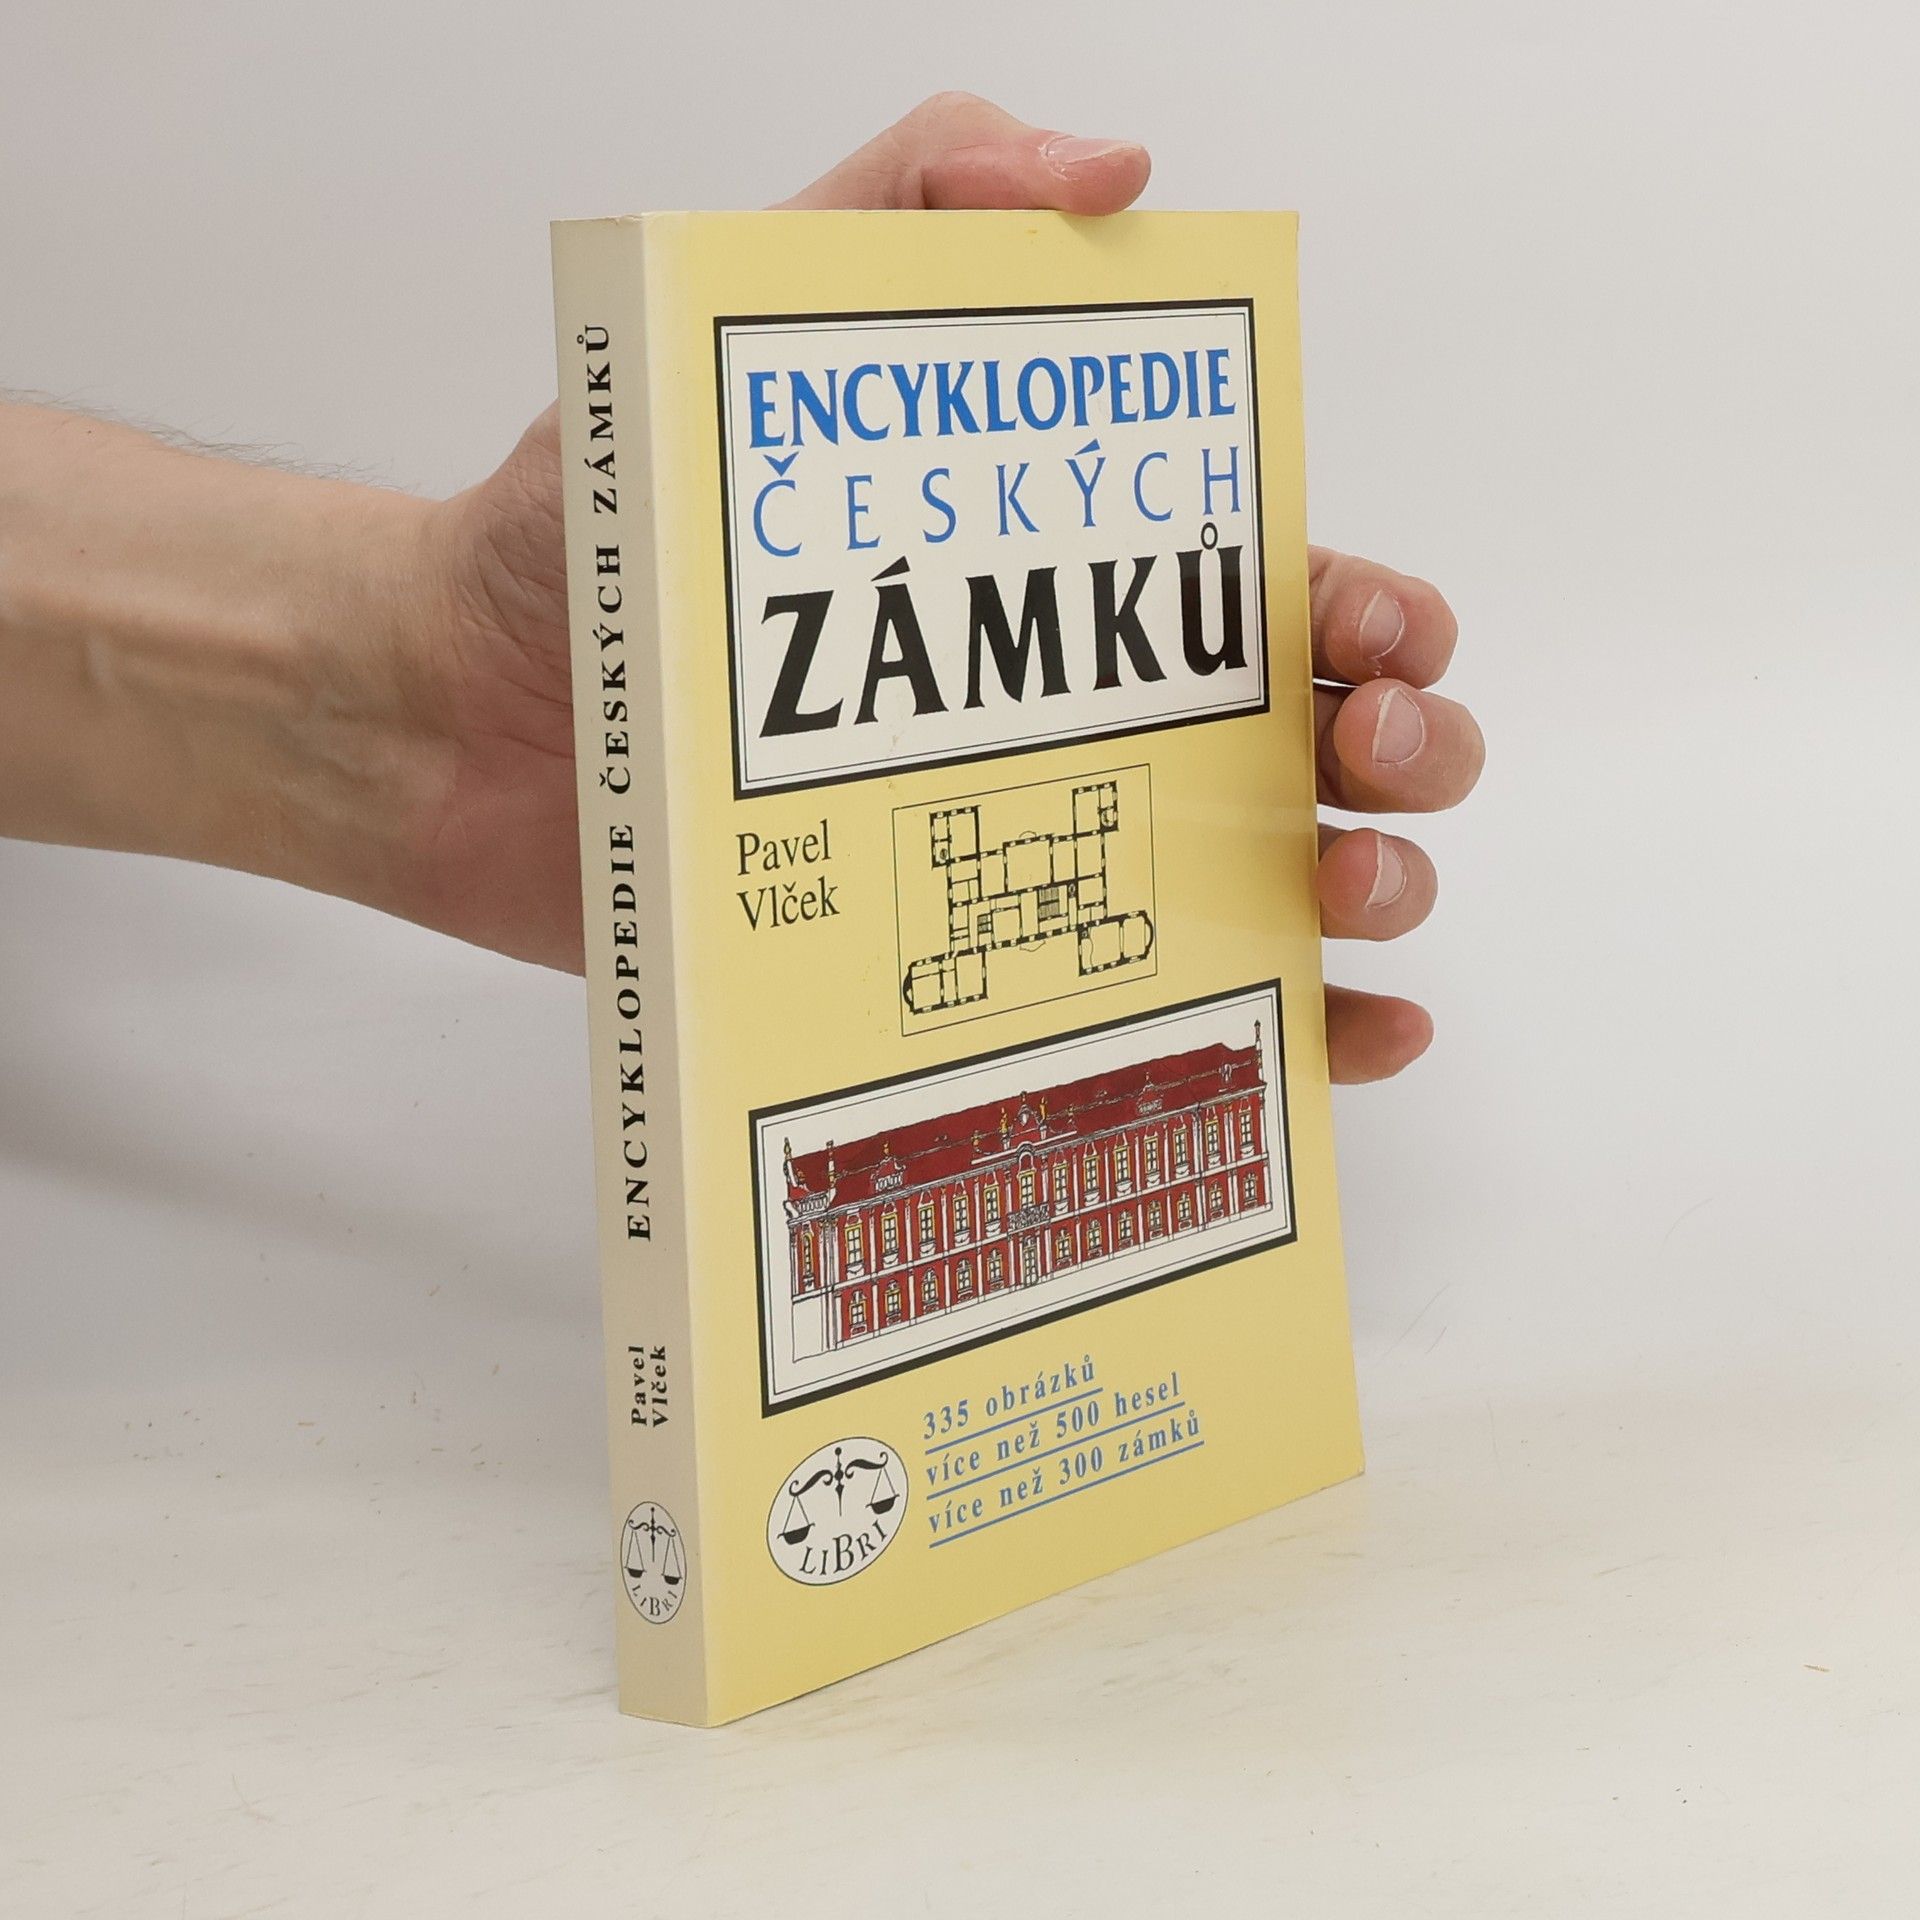 ENCYKLOPEDIE ČESKÝCH ZÁMKŮ
Pavel
Vlček
LIBRI
ENCYKLOPEDIE
ČESKÝCH
ZÁMKŮ
Pavel
Vlček
335 obrázků
více než 500 hesel
více než 300 zámků
LIBRI